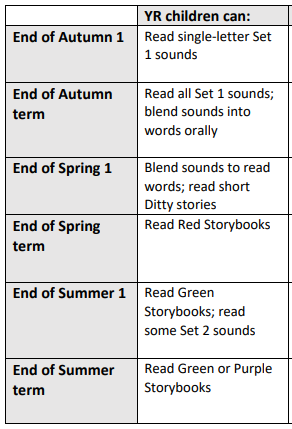 YR children can:
End of Autumn 1
Read single-letter Set
1 sounds
End of Autumn
term
Read all Set 1 sounds;
blend sounds into
words orally
End of Spring 1
Blend sounds to read
words; read short
Ditty stories
End of Spring
term
Read Red Storybooks
End of Summer 1
Read Green
Storybooks; read
some Set 2 sounds
End of Summer
term
Read Green or Purple
Storybooks